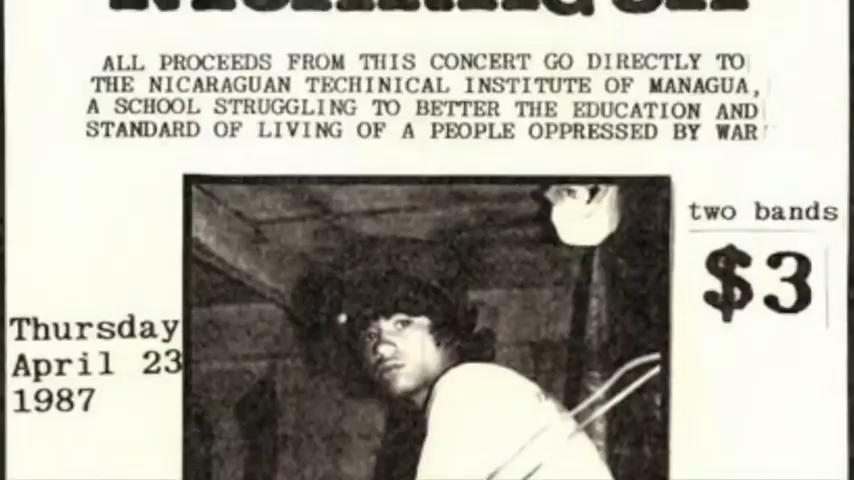 ALL PROCEEDS FROM THIS CONCERT GO DIRECTLY TO
THE NICARAGUAN TECHINICAL INSTITUTE OF MANAGUA,
A SCHOOL STRUGGLING TO BETTER THE EDUCATION AND
STANDARD OF LIVING OF A PEOPLE OPPRESSED BY WAR
two bands
$3
Thursday
April 23
1987